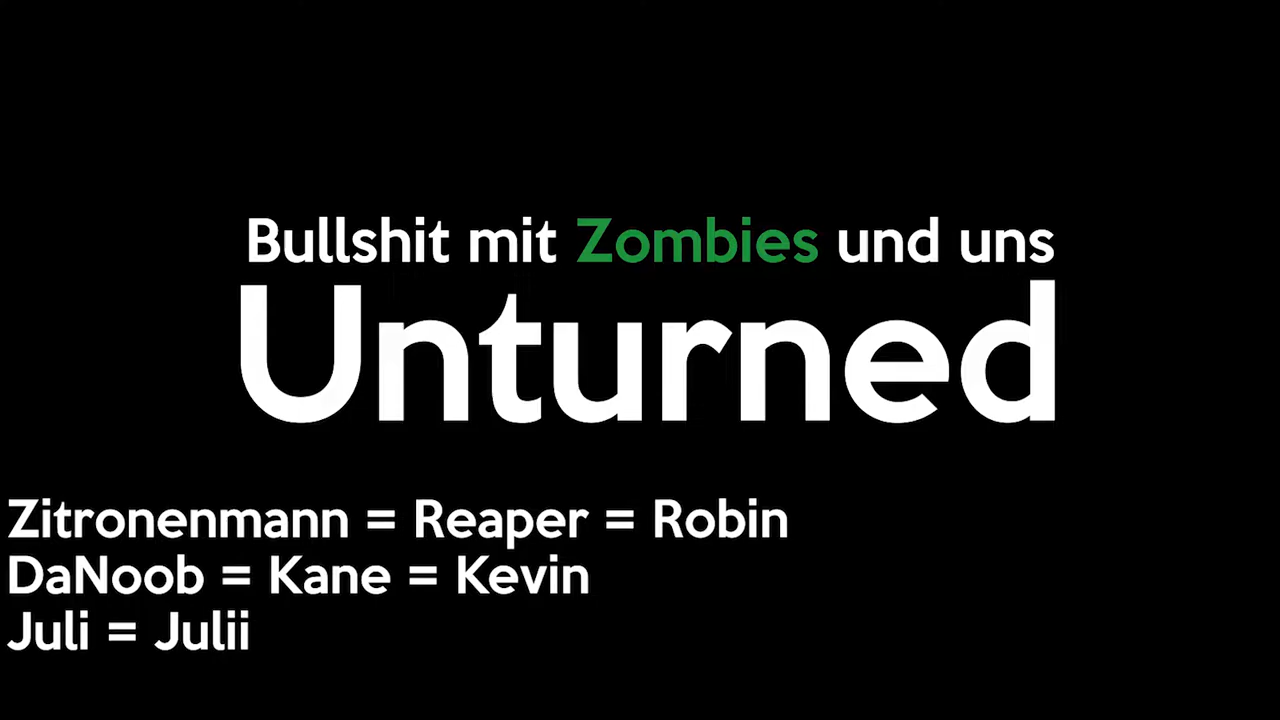 Bullshit mit Zombies und uns
Unturned
Zitronenmann = Reaper = Robin
DaNoob = Kane = Kevin
Juli = Julii